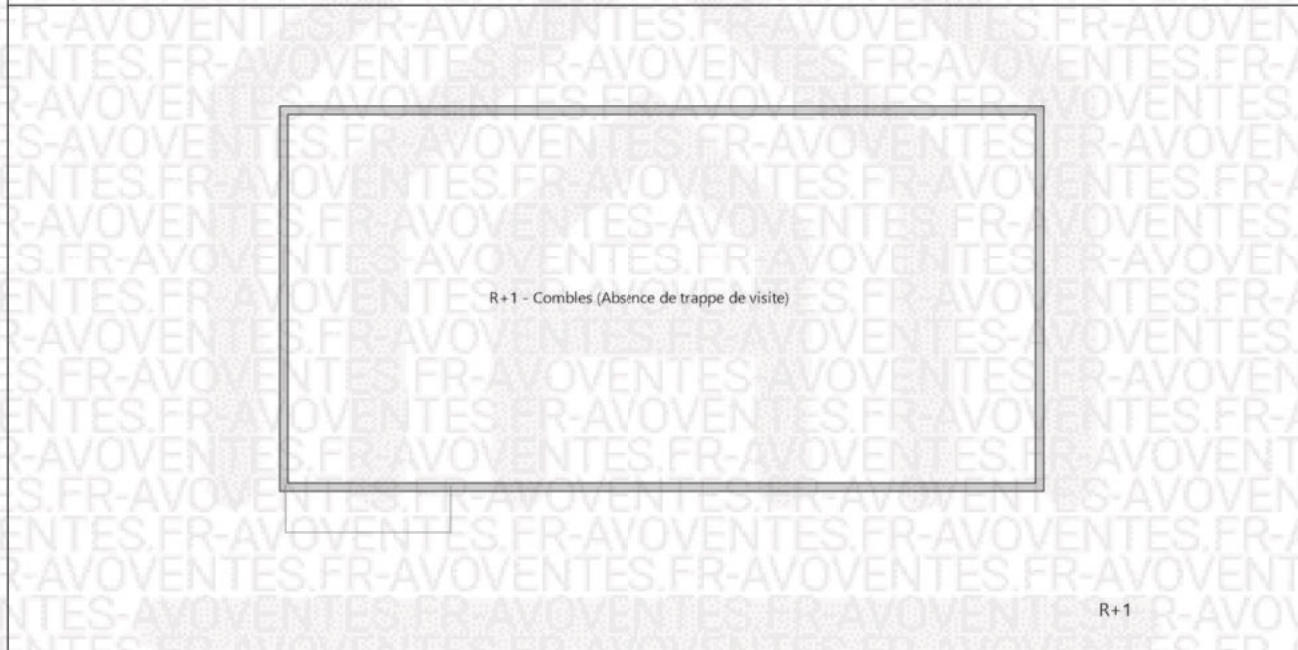 R+1 - Combles (Absence de trappe de visite)
R+1